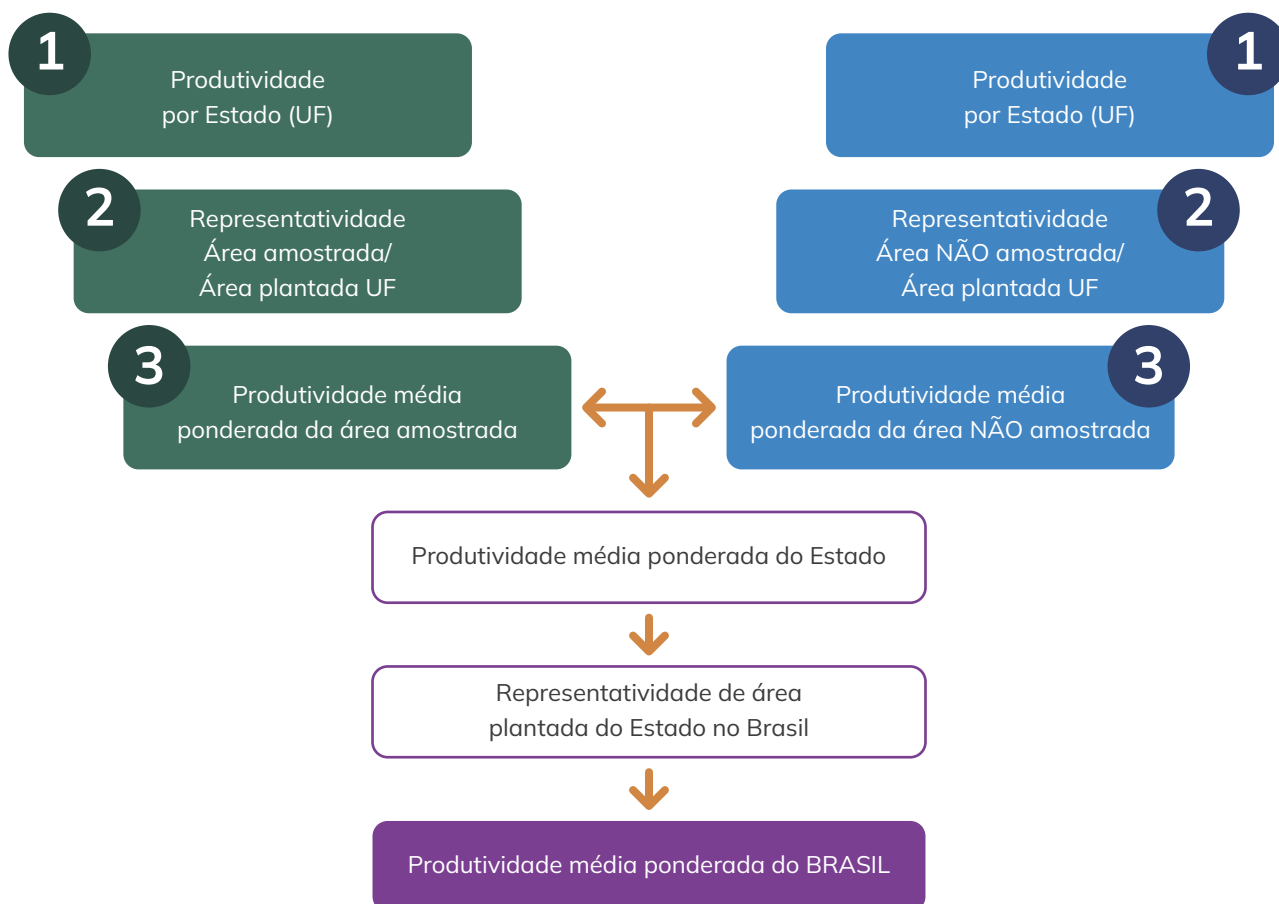 1
Produtividade
por Estado (UF)
2
Representatividade
Área amostrada/
Área plantada UF
3
Produtividade média
ponderada da área amostrada
1
Produtividade
por Estado (UF)
2
Representatividade
Área NÃO amostrada/
Área plantada UF
3
Produtividade média
ponderada da área NÃO amostrada
Produtividade média ponderada do Estado
Representatividade de área
plantada do Estado no Brasil
Produtividade média ponderada do BRASIL